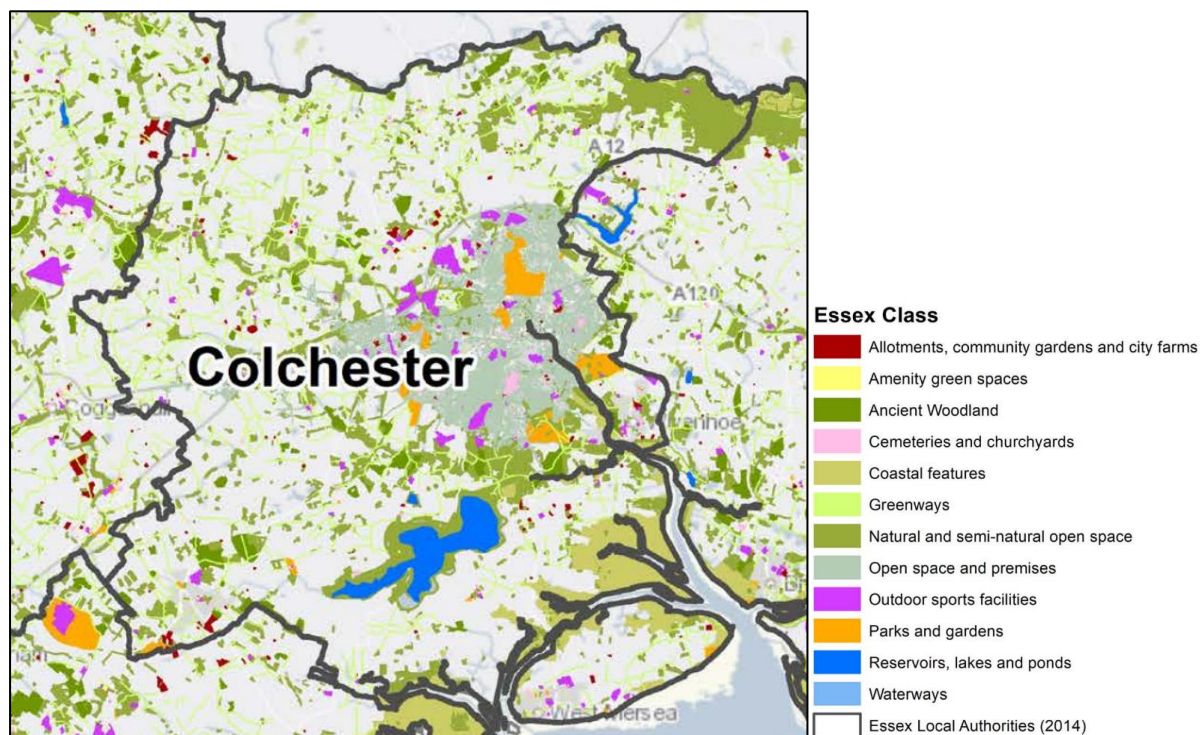 A 12
A120
Colchester
Essex Class
Allotments, community gardens and city farms
Amenity green spaces
Ancient Woodland
Cemeteries and churchyards
Coastal features
Greenways
Natural and semi-natural open space
Open space and premises
Outdoor sports facilities
Parks and gardens
Reservoirs, lakes and ponds
Waterways
Essex Local Authorities (2014)